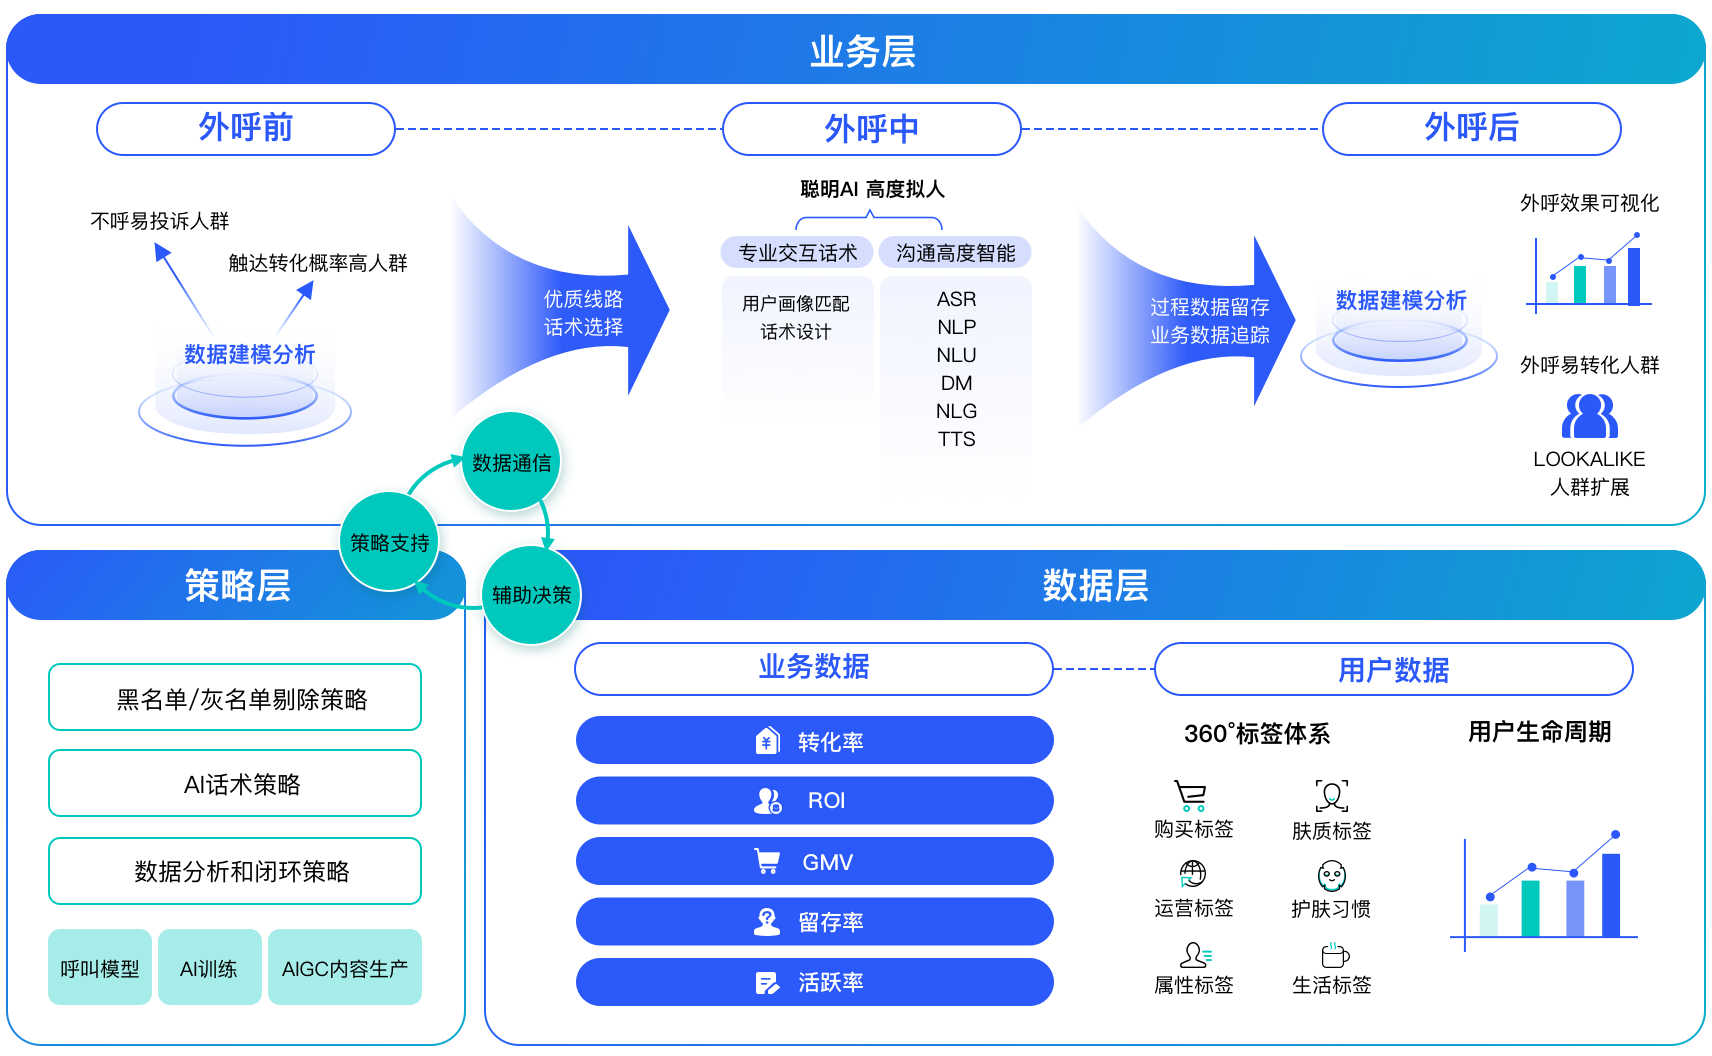 业务层
外呼前
外呼中
外呼后
不呼易投诉人群
触达转化概率高人群
数据建模分析
优质线路
话术选择
聪明AI 高度拟人
专业交互话术
用户画像匹配
话术设计
沟通高度智能
ASR
NLP
NLU
DM
NLG
TTS
过程数据留存
业务数据追踪
数据建模分析
外呼效果可视化
外呼易转化人群
LOOKALIKE
人群扩展
数据通信
策略支持
辅助决策
策略层
黑名单/灰名单剔除策略
AI话术策略
数据分析和闭环策略
呼叫模型
AI训练
AIGC内容生产
数据层
业务数据
转化率
ROI
GMV
留存率
活跃率
用户数据
360°标签体系
购买标签
肤质标签
运营标签
护肤习惯
属性标签
生活标签
用户生命周期